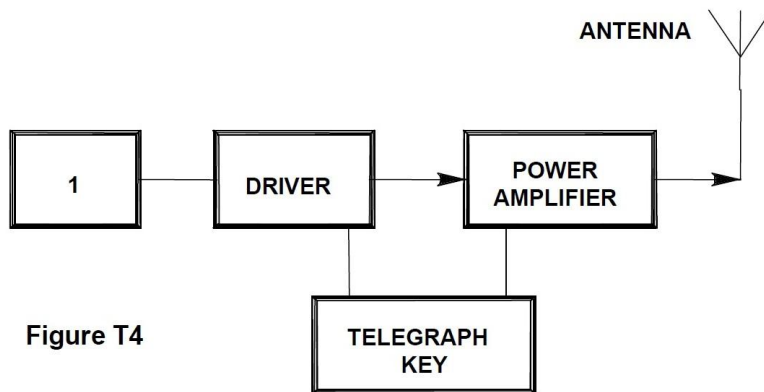 ANTENNA
1
DRIVER
POWER
AMPLIFIER
TELEGRAPH
KEY
Figure T4